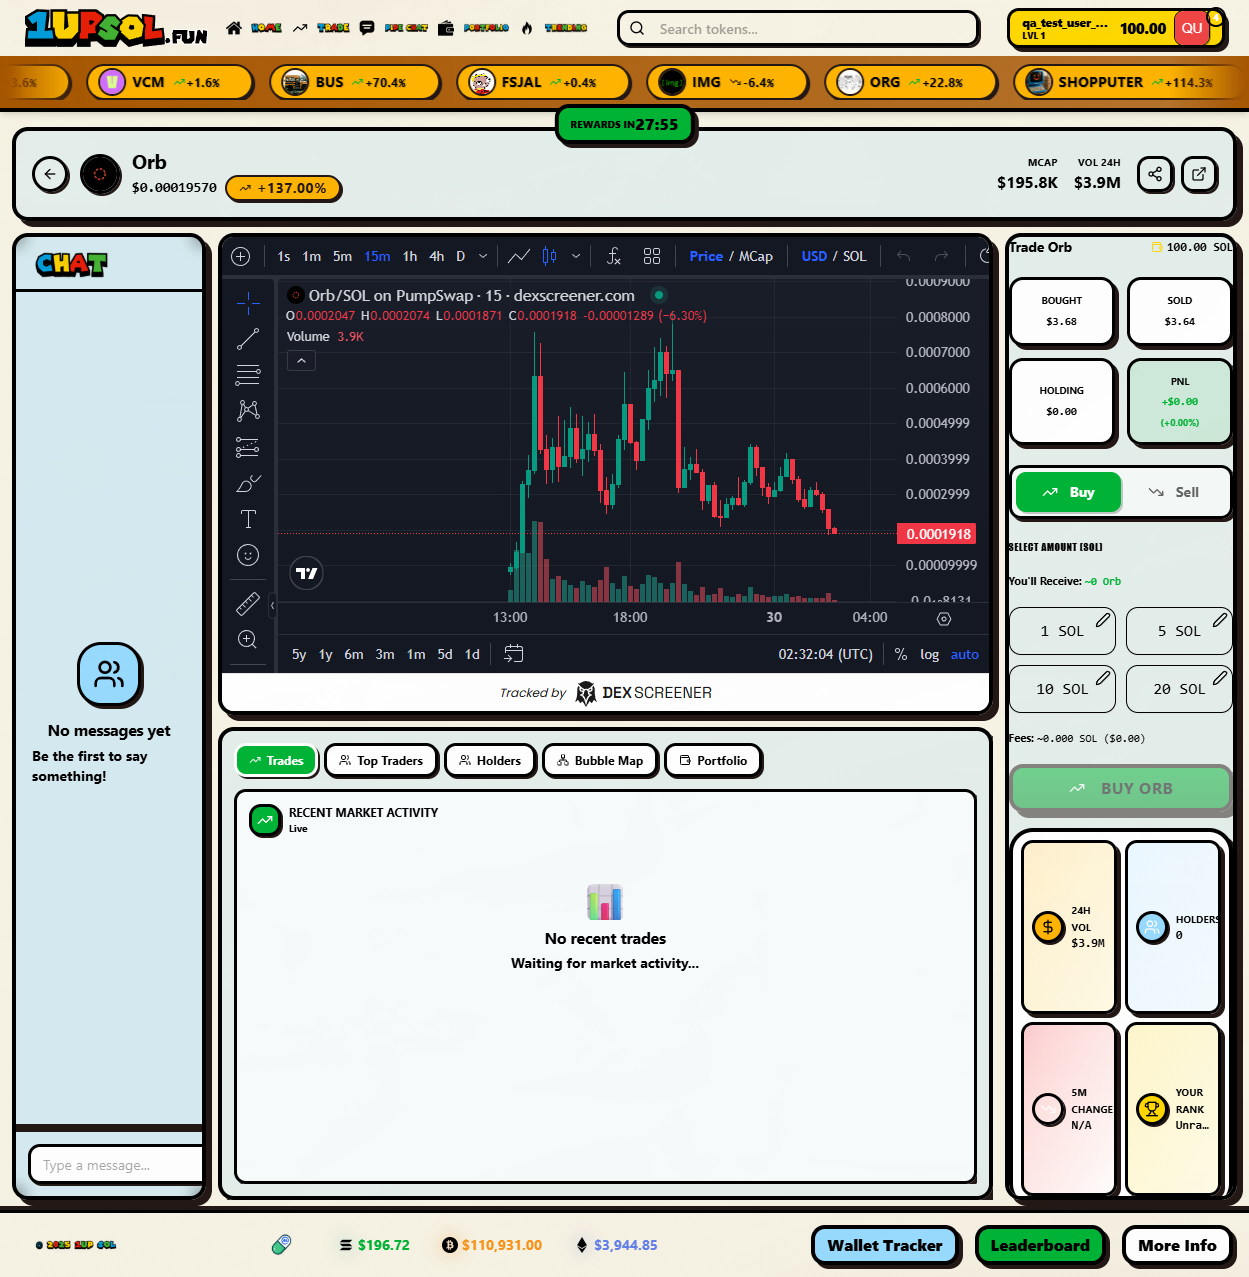 1UPSOL.FUN
HOME
TRADE
PIPE CHAT
PORTFOLIO
TRENDING
Search tokens...
qa_test_user_...
LVL 1
100.00
QU
-3.6%
VCM +1.6%
BUS +70.4%
FSJAL +0.4%
IMG -6.4%
ORG +22.8%
SHOPPUTER +114.3%
REWARDS IN 27:55
Orb
$0.00019570
+137.00%
MCAP
$195.8K
VOL 24H
$3.9M
CHAT
No messages yet
Be the first to say
something!
Type a message...
1s 1m 5m 15m 1h 4h D
Price / MCap
USD / SOL
Orb/SOL on PumpSwap · 15 · dexscreener.com
O0.0002047 H0.0002074 L0.0001871 C0.0001918 -0.00001289 (-6.30%)
Volume 3.9K
0.0009000
0.0008000
0.0007000
0.0006000
0.0004999
0.0003999
0.0002999
0.0001918
0.00009999
13:00
18:00
30
04:00
5y 1y 6m 3m 1m 5d 1d
02:32:04 (UTC)
% log auto
Tracked by DEX SCREENER
Trades
Top Traders
Holders
Bubble Map
Portfolio
RECENT MARKET ACTIVITY
Live
No recent trades
Waiting for market activity...
Trade Orb
100.00 SOL
BOUGHT
$3.68
SOLD
$3.64
HOLDING
$0.00
PNL
+$0.00
(+0.00%)
Buy
Sell
SELECT AMOUNT (SOL)
You'll Receive: ~0 Orb
1 SOL
5 SOL
10 SOL
20 SOL
Fees: ~0.000 SOL ($0.00)
BUY ORB
24H
VOL
$3.9M
HOLDERS
0
5M
CHANGE
N/A
YOUR
RANK
Unra...
© 2025 1UP SOL
$196.72
$110,931.00
$3,944.85
Wallet Tracker
Leaderboard
More Info